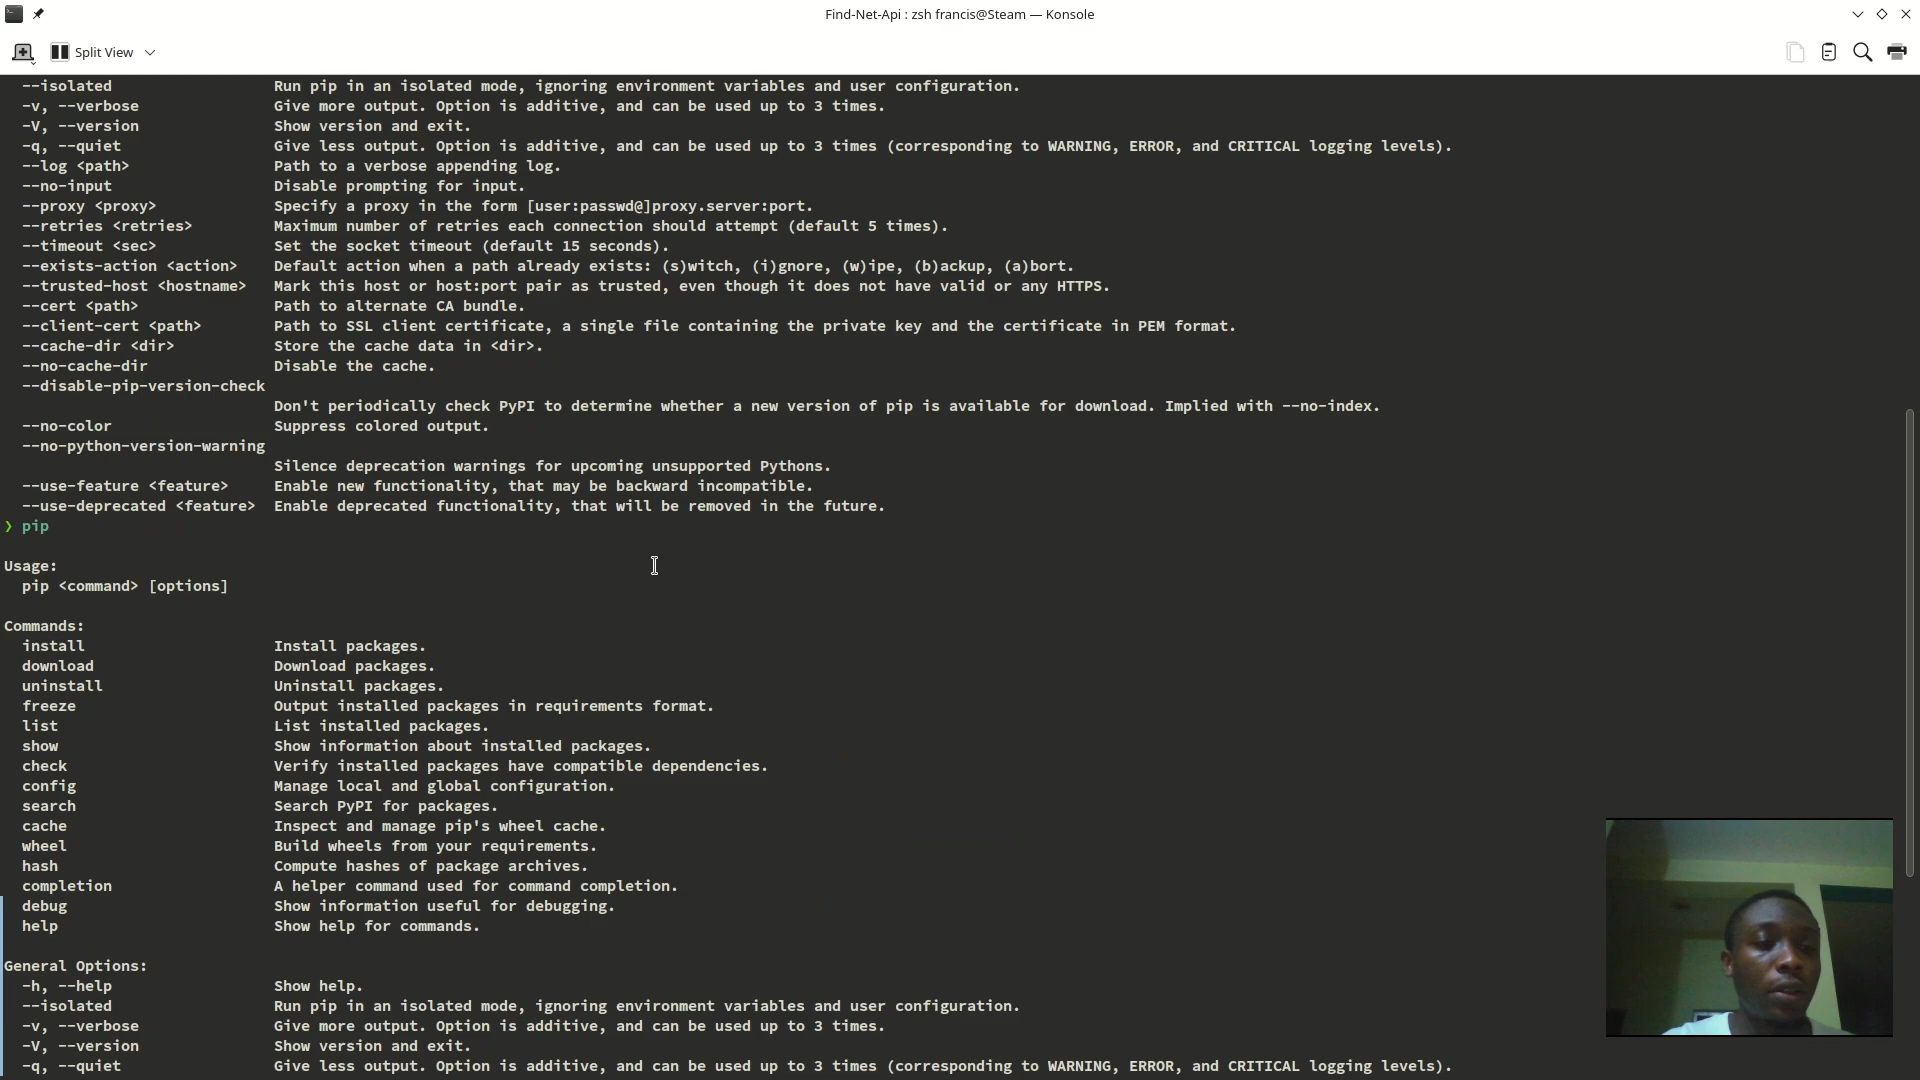 Find-Net-Api : zsh francis@Steam — Konsole
Split View
--isolated Run pip in an isolated mode, ignoring environment variables and user configuration.
-v, --verbose Give more output. Option is additive, and can be used up to 3 times.
-V, --version Show version and exit.
-q, --quiet Give less output. Option is additive, and can be used up to 3 times (corresponding to WARNING, ERROR, and CRITICAL logging levels).
--log <path> Path to a verbose appending log.
--no-input Disable prompting for input.
--proxy <proxy> Specify a proxy in the form [user:passwd@]proxy.server:port.
--retries <retries> Maximum number of retries each connection should attempt (default 5 times).
--timeout <sec> Set the socket timeout (default 15 seconds).
--exists-action <action> Default action when a path already exists: (s)witch, (i)gnore, (w)ipe, (b)ackup, (a)bort.
--trusted-host <hostname> Mark this host or host:port pair as trusted, even though it does not have valid or any HTTPS.
--cert <path> Path to alternate CA bundle.
--client-cert <path> Path to SSL client certificate, a single file containing the private key and the certificate in PEM format.
--cache-dir <dir> Store the cache data in <dir>.
--no-cache-dir Disable the cache.
--disable-pip-version-check
Don't periodically check PyPI to determine whether a new version of pip is available for download. Implied with --no-index.
--no-color Suppress colored output.
--no-python-version-warning
Silence deprecation warnings for upcoming unsupported Pythons.
--use-feature <feature> Enable new functionality, that may be backward incompatible.
--use-deprecated <feature> Enable deprecated functionality, that will be removed in the future.
❯ pip
Usage:
pip <command> [options]
Commands:
install Install packages.
download Download packages.
uninstall Uninstall packages.
freeze Output installed packages in requirements format.
list List installed packages.
show Show information about installed packages.
check Verify installed packages have compatible dependencies.
config Manage local and global configuration.
search Search PyPI for packages.
cache Inspect and manage pip's wheel cache.
wheel Build wheels from your requirements.
hash Compute hashes of package archives.
completion A helper command used for command completion.
debug Show information useful for debugging.
help Show help for commands.
General Options:
-h, --help Show help.
--isolated Run pip in an isolated mode, ignoring environment variables and user configuration.
-v, --verbose Give more output. Option is additive, and can be used up to 3 times.
-V, --version Show version and exit.
-q, --quiet Give less output. Option is additive, and can be used up to 3 times (corresponding to WARNING, ERROR, and CRITICAL logging levels).